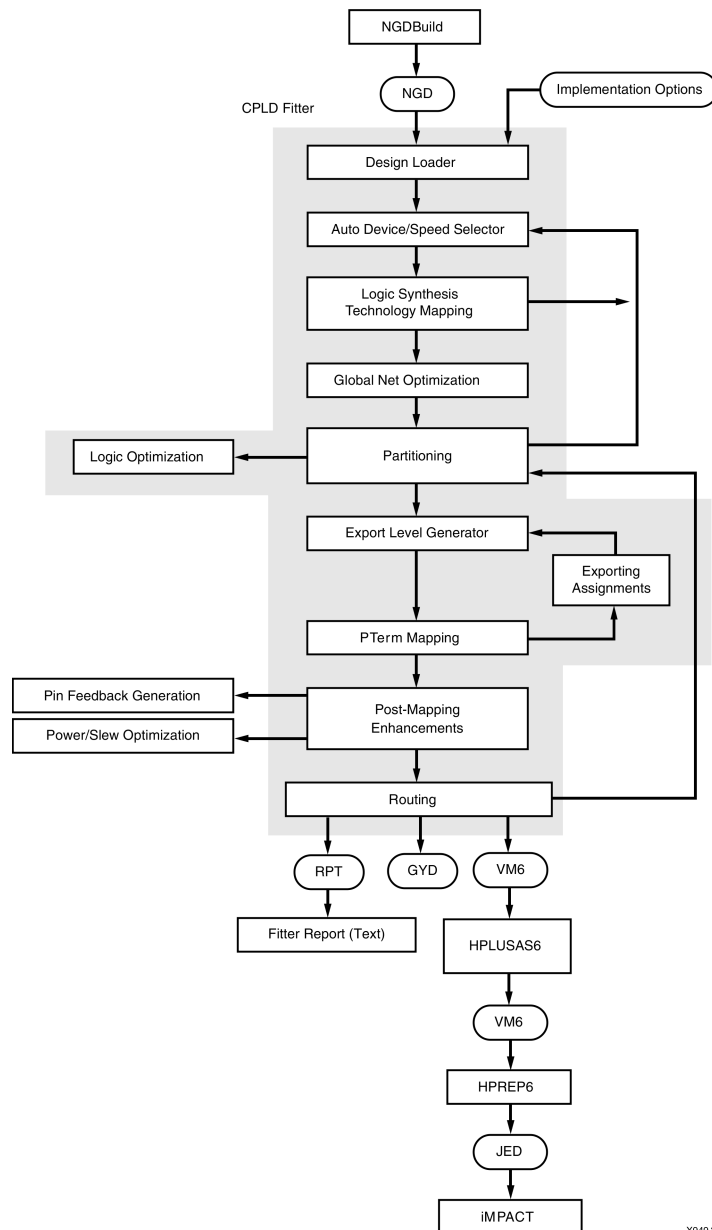 NGDBuild
NGD
Implementation Options
CPLD Fitter
Design Loader
Auto Device/Speed Selector
Logic Synthesis
Technology Mapping
Global Net Optimization
Logic Optimization
Partitioning
Export Level Generator
Exporting
Assignments
PTerm Mapping
Pin Feedback Generation
Post-Mapping
Enhancements
Power/Slew Optimization
Routing
RPT
GYD
VM6
Fitter Report (Text)
HPLUSAS6
VM6
HPREP6
JED
iMPACT